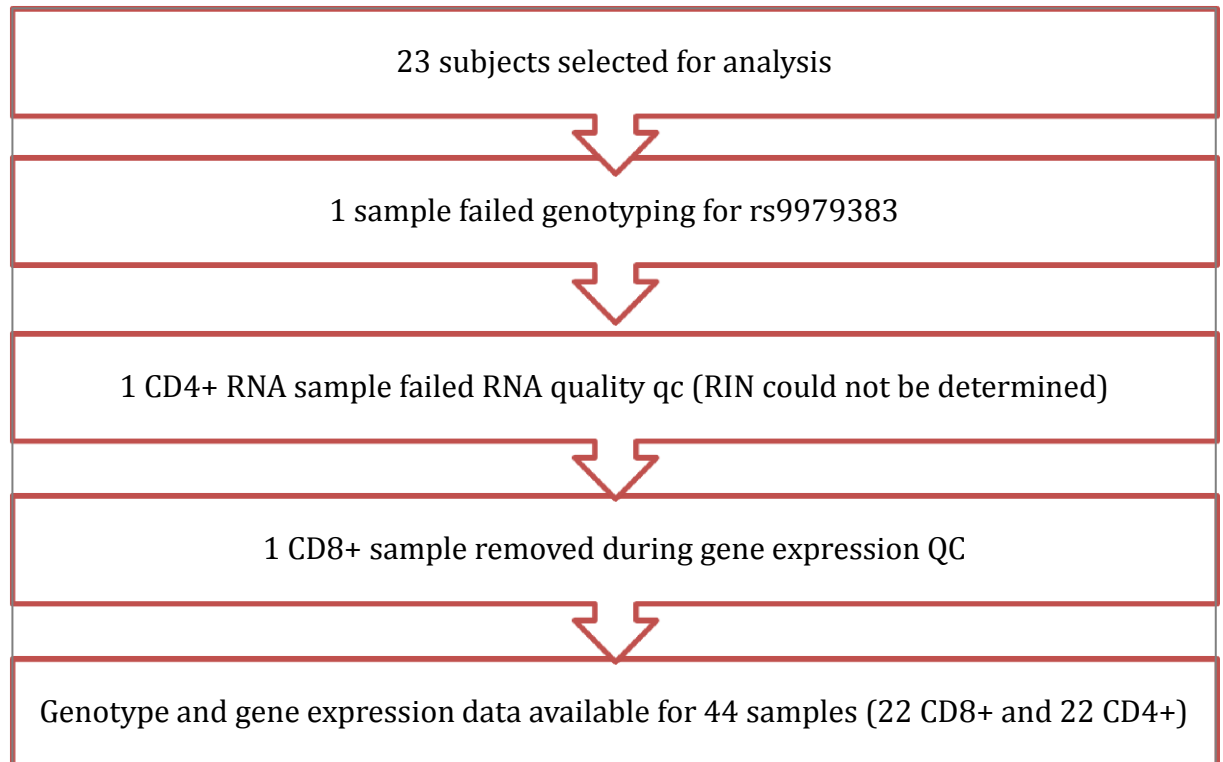 23 subjects selected for analysis
1 sample failed genotyping for rs9979383
1 CD4+ RNA sample failed RNA quality qc (RIN could not be determined)
1 CD8+ sample removed during gene expression QC
Genotype and gene expression data available for 44 samples (22 CD8+ and 22 CD4+)